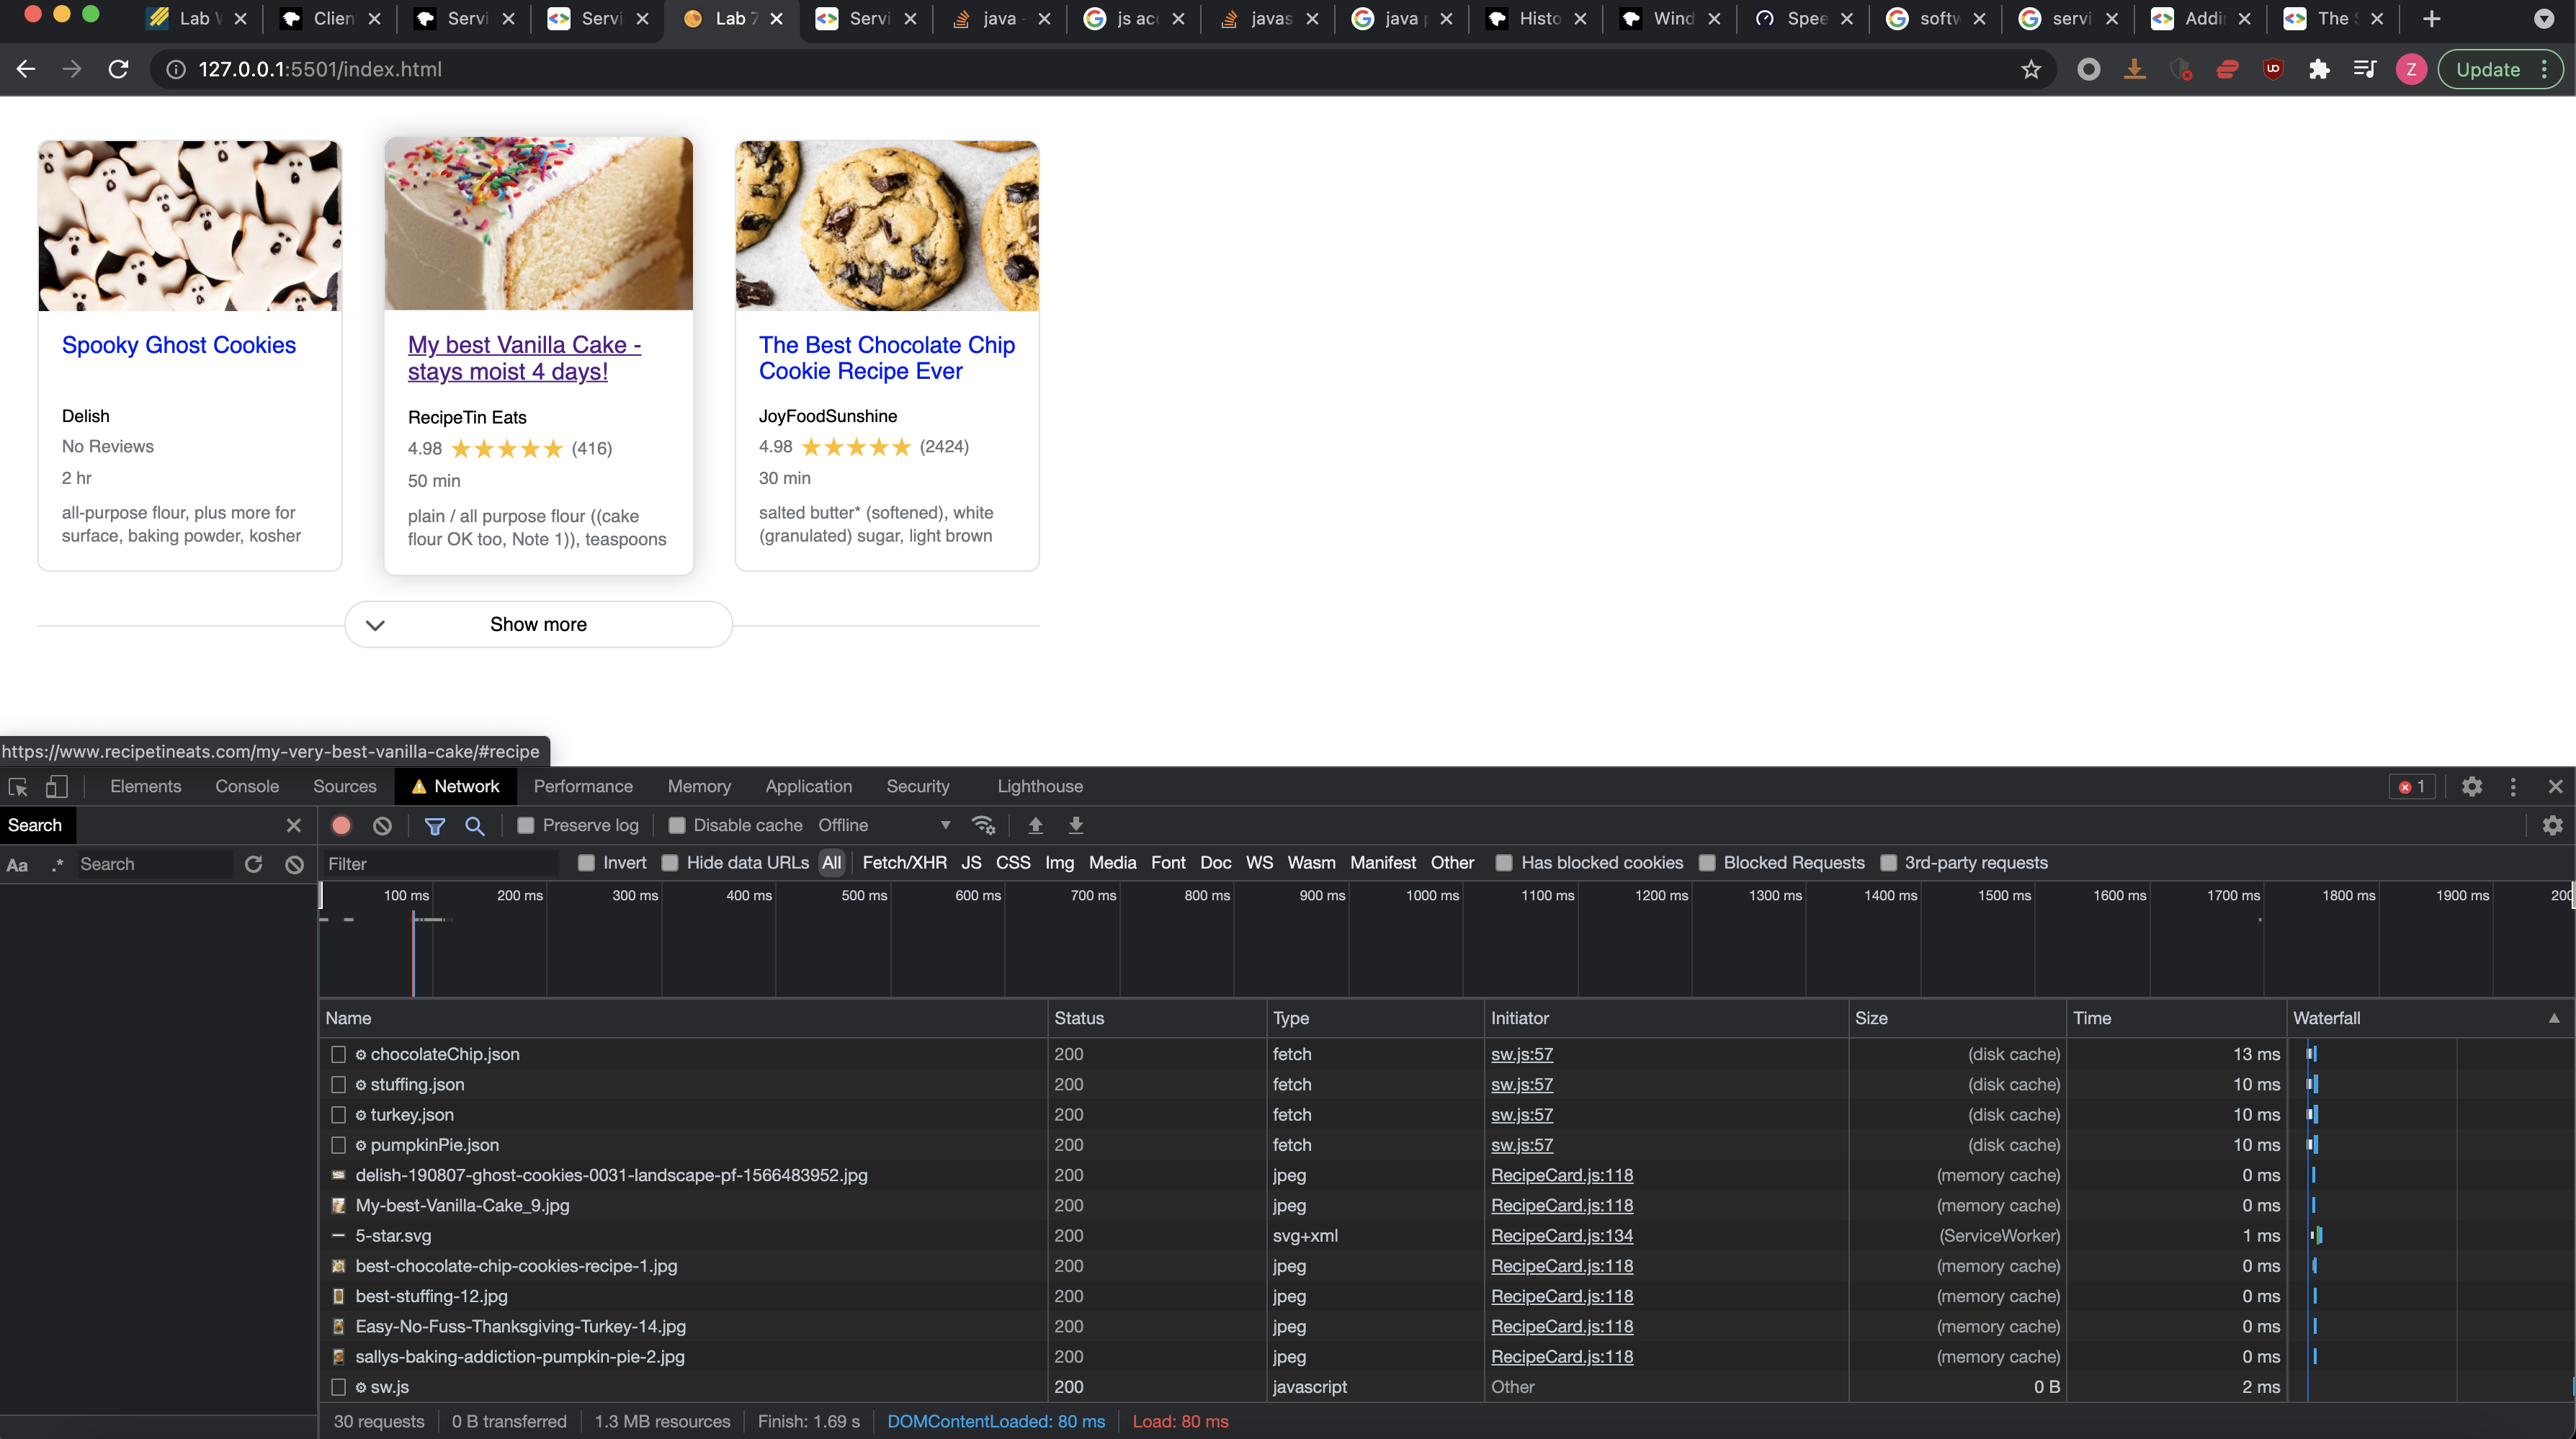 Lab W Clien Servi Servi Lab 7 Servi java - js acc javas java p Histo Wind Spee softw servi Addin The S
127.0.0.1:5501/index.html Z Update
Spooky Ghost Cookies
Delish
No Reviews
2 hr
all-purpose flour, plus more for
surface, baking powder, kosher
My best Vanilla Cake -
stays moist 4 days!
RecipeTin Eats
4.98 ★★★★★ (416)
50 min
plain / all purpose flour ((cake
flour OK too, Note 1)), teaspoons
The Best Chocolate Chip
Cookie Recipe Ever
JoyFoodSunshine
4.98 ★★★★★ (2424)
30 min
salted butter* (softened), white
(granulated) sugar, light brown
Show more
https://www.recipetineats.com/my-very-best-vanilla-cake/#recipe
Elements Console Sources Network Performance Memory Application Security Lighthouse 1
Search Preserve log Disable cache Offline
Aa .* Search Filter Invert Hide data URLs All Fetch/XHR JS CSS Img Media Font Doc WS Wasm Manifest Other Has blocked cookies Blocked Requests 3rd-party requests
100 ms 200 ms 300 ms 400 ms 500 ms 600 ms 700 ms 800 ms 900 ms 1000 ms 1100 ms 1200 ms 1300 ms 1400 ms 1500 ms 1600 ms 1700 ms 1800 ms 1900 ms 200
Name Status Type Initiator Size Time Waterfall
chocolateChip.json 200 fetch sw.js:57 (disk cache) 13 ms
stuffing.json 200 fetch sw.js:57 (disk cache) 10 ms
turkey.json 200 fetch sw.js:57 (disk cache) 10 ms
pumpkinPie.json 200 fetch sw.js:57 (disk cache) 10 ms
delish-190807-ghost-cookies-0031-landscape-pf-1566483952.jpg 200 jpeg RecipeCard.js:118 (memory cache) 0 ms
My-best-Vanilla-Cake_9.jpg 200 jpeg RecipeCard.js:118 (memory cache) 0 ms
5-star.svg 200 svg+xml RecipeCard.js:134 (ServiceWorker) 1 ms
best-chocolate-chip-cookies-recipe-1.jpg 200 jpeg RecipeCard.js:118 (memory cache) 0 ms
best-stuffing-12.jpg 200 jpeg RecipeCard.js:118 (memory cache) 0 ms
Easy-No-Fuss-Thanksgiving-Turkey-14.jpg 200 jpeg RecipeCard.js:118 (memory cache) 0 ms
sallys-baking-addiction-pumpkin-pie-2.jpg 200 jpeg RecipeCard.js:118 (memory cache) 0 ms
sw.js 200 javascript Other 0 B 2 ms
30 requests 0 B transferred 1.3 MB resources Finish: 1.69 s DOMContentLoaded: 80 ms Load: 80 ms